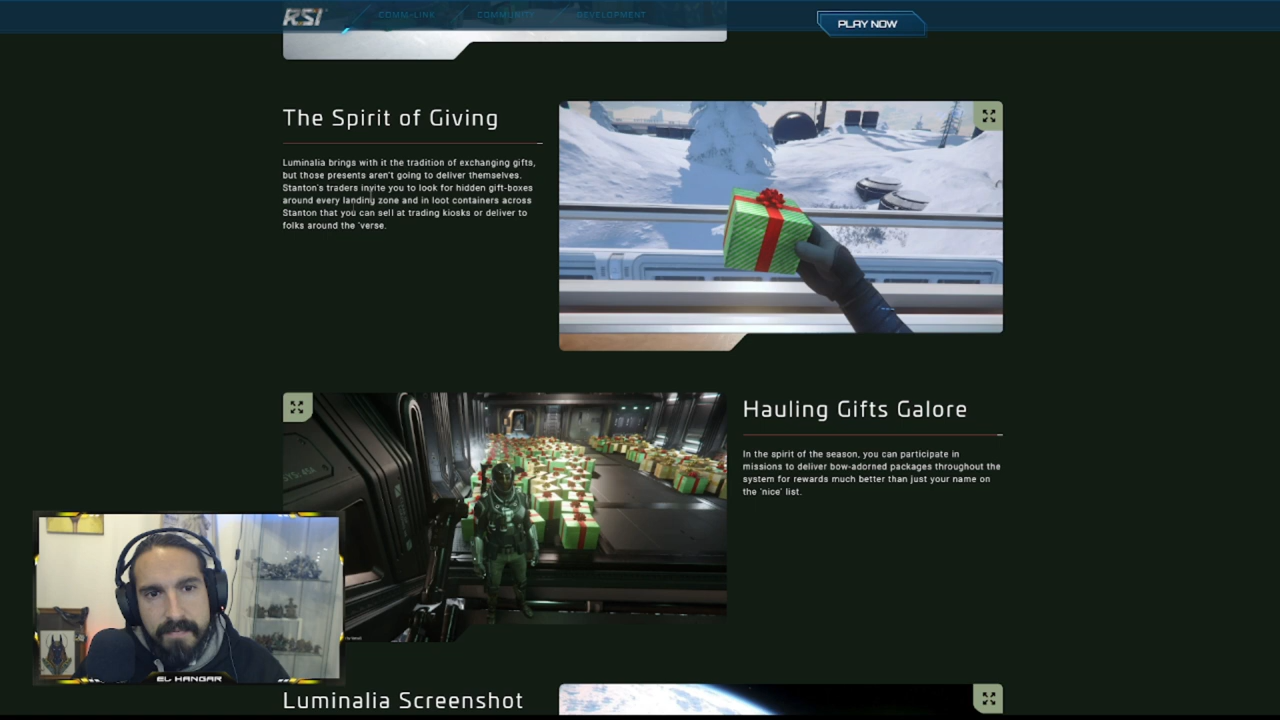 RSI
COMM-LINK
COMMUNITY
DEVELOPMENT
PLAY NOW
The Spirit of Giving
Luminalia brings with it the tradition of exchanging gifts,
but those presents aren't going to deliver themselves.
Stanton's traders invite you to look for hidden gift-boxes
around every landing zone and in loot containers across
Stanton that you can sell at trading kiosks or deliver to
folks around the 'verse.
Hauling Gifts Galore
In the spirit of the season, you can participate in
missions to deliver bow-adorned packages throughout the
system for rewards much better than just your name on
the 'nice' list.
EL HANGAR
Luminalia Screenshot